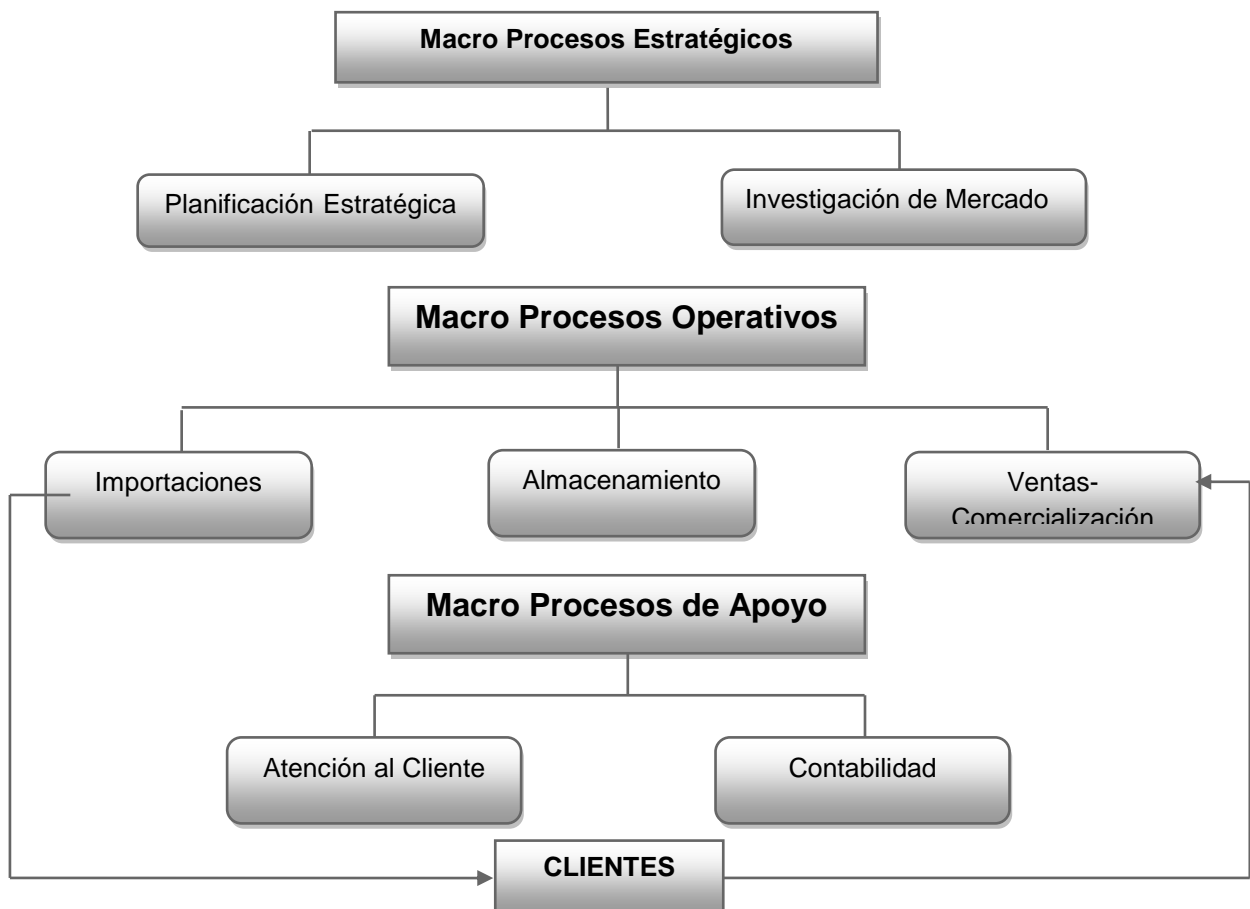 Macro Procesos Estratégicos
Planificación Estratégica
Investigación de Mercado
Macro Procesos Operativos
Importaciones
Almacenamiento
Ventas-
Comercialización
Macro Procesos de Apoyo
Atención al Cliente
Contabilidad
CLIENTES